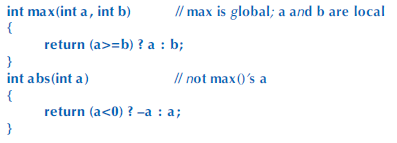 int max(int a, int b) // max is global; a and b are local
{
return (a>=b) ? a : b;
}
int abs(int a) // not max()'s a
{
return (a<0) ? –a : a;
}